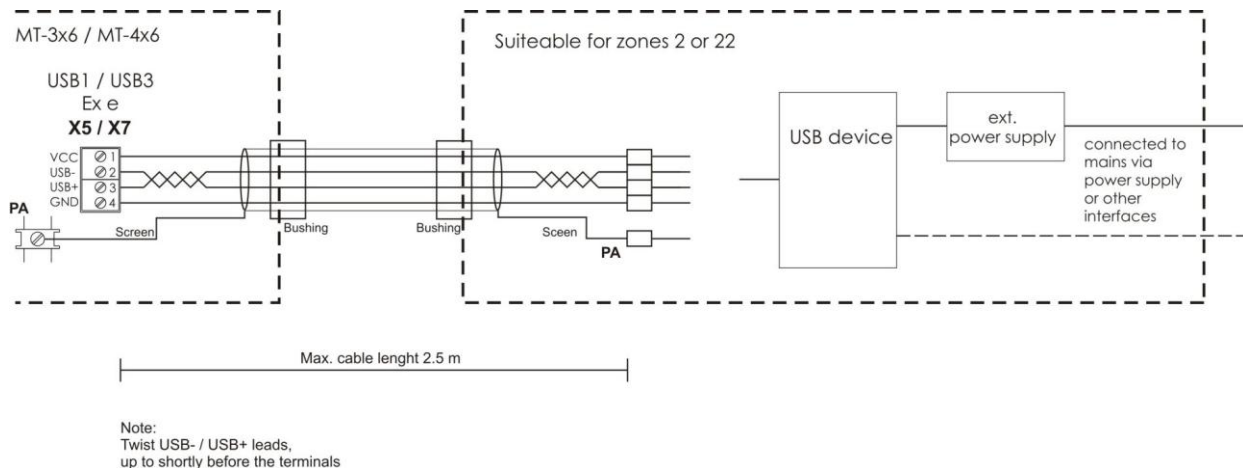 MT-3x6 / MT-4x6
USB1 / USB3
Ex e
X5 / X7
VCC
1
USB-
2
USB+
3
GND
4
PA
Screen
Bushing
Bushing
Suiteable for zones 2 or 22
Sceen
PA
USB device
ext.
power supply
connected to
mains via
power supply
or other
interfaces
Max. cable lenght 2.5 m
Note:
Twist USB- / USB+ leads,
up to shortly before the terminals